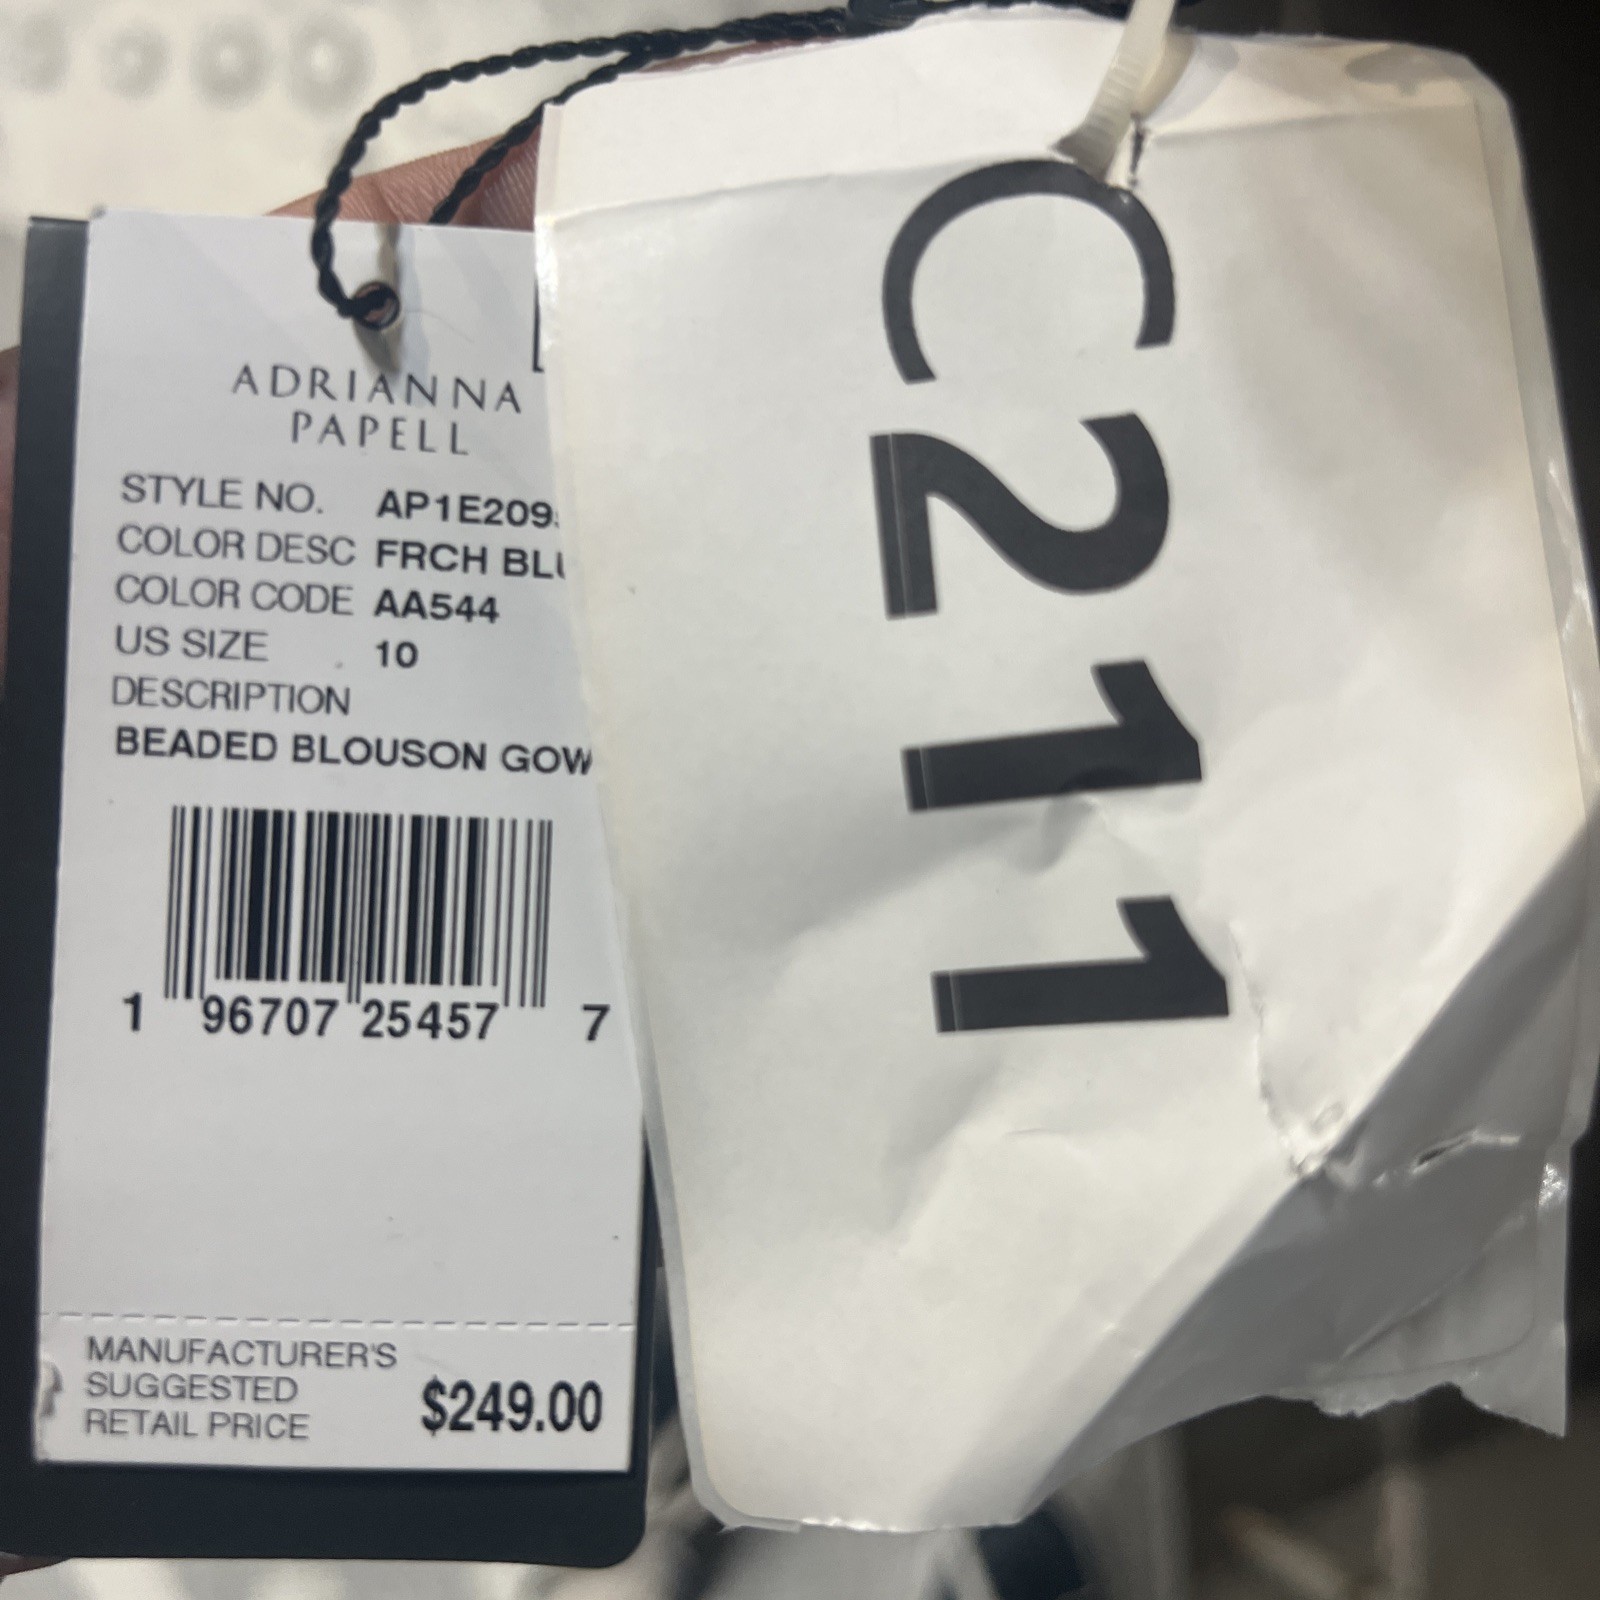 ADRIANNA
PAPELL
STYLE NO. AP1E209
COLOR DESC FRCH BL
COLOR CODE AA544
US SIZE 10
DESCRIPTION
BEADED BLOUSON GOW
1 96707 25457 7
MANUFACTURER'S
SUGGESTED
RETAIL PRICE $249.00
C211